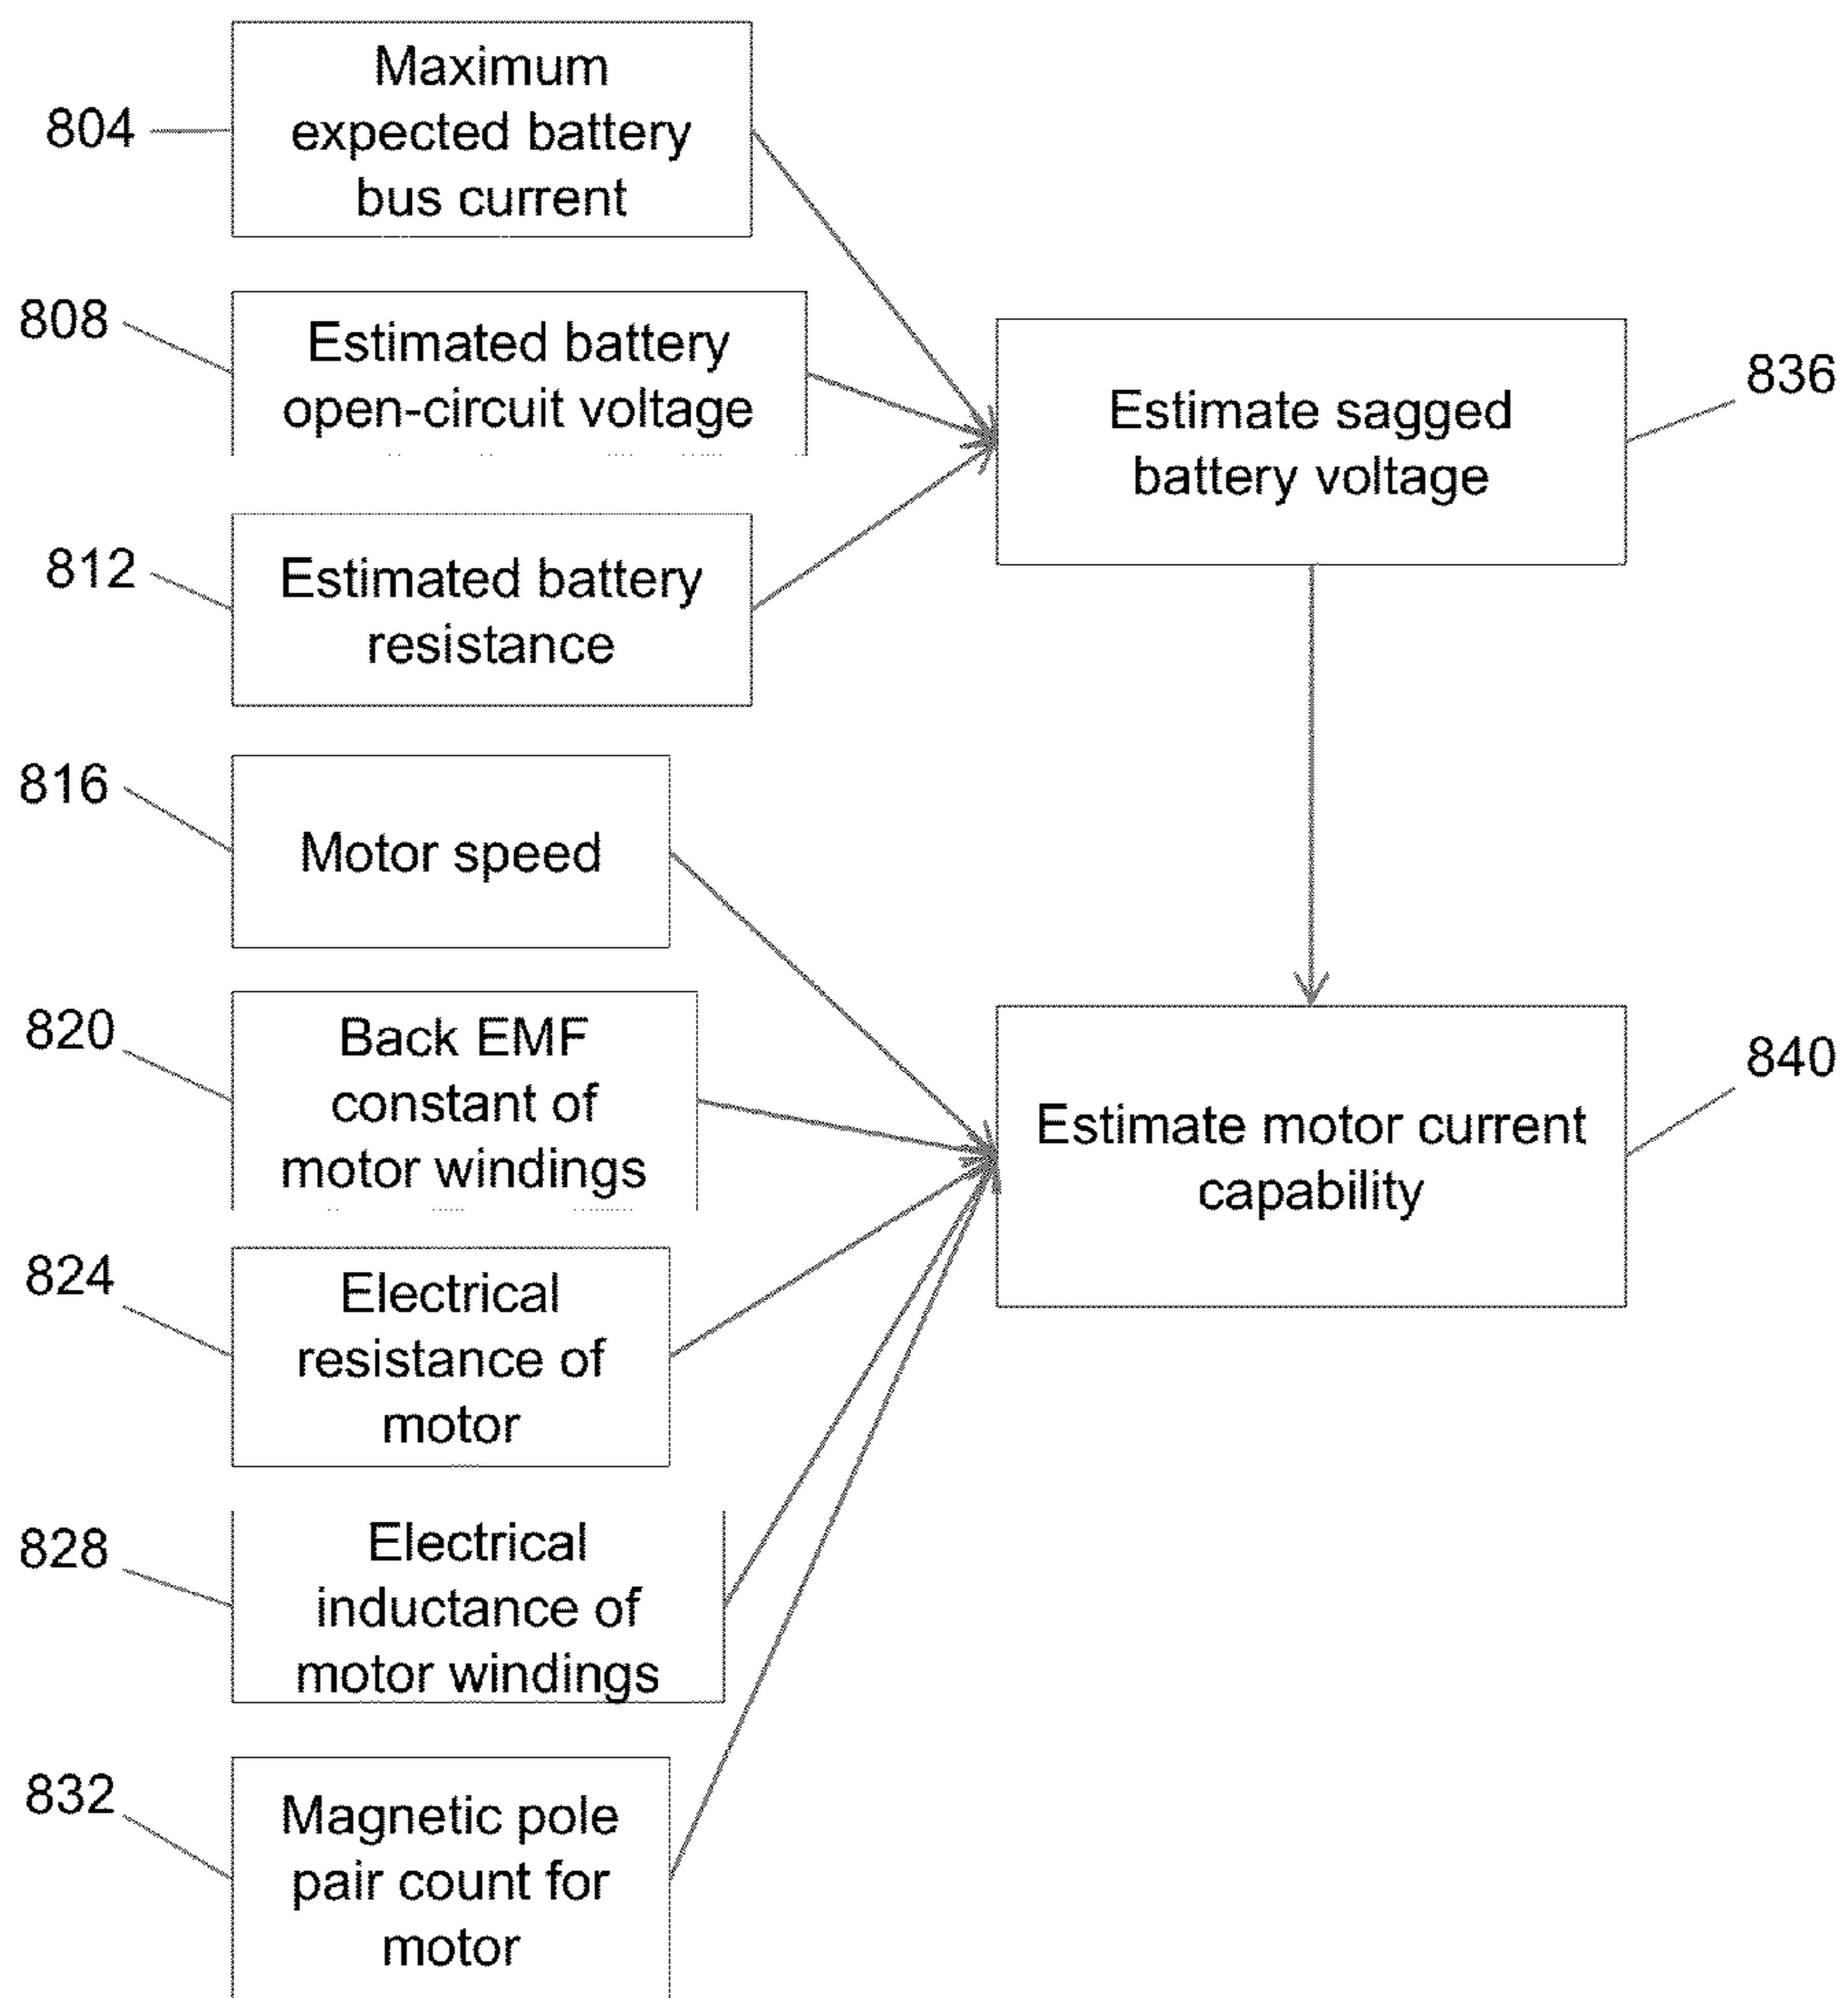 804
Maximum
expected battery
bus current
808
Estimated battery
open-circuit voltage
812
Estimated battery
resistance
836
Estimate sagged
battery voltage
816
Motor speed
820
Back EMF
constant of
motor windings
824
Electrical
resistance of
motor
828
Electrical
inductance of
motor windings
832
Magnetic pole
pair count for
motor
840
Estimate motor current
capability